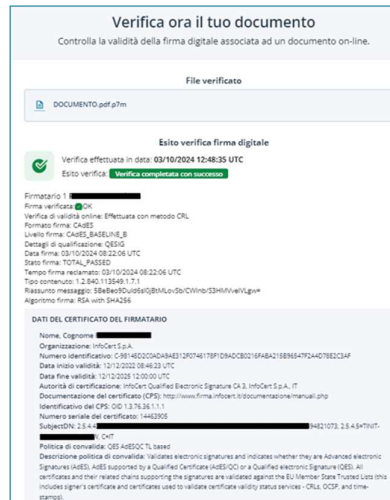 Verifica ora il tuo documento
Controlla la validità della firma digitale associata ad un documento on-line.
File verificato
DOCUMENTO.pdf.p7m
Esito verifica firma digitale
Verifica effettuata in data: 03/10/2024 12:48:35 UTC
Esito verifica: Verifica completata con successo
Firmatario 1
Firma verificata: OK
Verifica di validità online: Effettuata con metodo CRL
Formato firma: CAdES
Livello firma: CAdES_BASELINE_B
Dettagli di qualificazione: QESIG
Data firma: 03/10/2024 08:22:06 UTC
Stato firma: TOTAL_PASSED
Tempo firma reclamato: 03/10/2024 08:22:06 UTC
Tipo contenuto: 1.2.840.113549.1.7.1
Riassunto messaggio:
Algoritmo firma: RSA with SHA256
DATI DEL CERTIFICATO DEL FIRMATARIO
Nome, Cognome
Organizzazione: InfoCert S.p.A.
Numero identificativo:
Data inizio validità: 12/12/2022 08:46:23 UTC
Data fine validità: 12/12/2025 12:00:00 UTC
Autorità di certificazione: InfoCert Qualified Electronic Signature CA 3, InfoCert S.p.A., IT
Documentazione del certificato (CPS): http://www.firma.infocert.it/documentazione/manuali.php
Identificativo del CPS: OID 1.3.76.36.1.1.1
Numero seriale del certificato: 14463905
SubjectDN: 2.5.4.4 94821073, 2.5.4.5=TINIT-
Politica di convalida: QES AdESQC TL based
Descrizione politica di convalida: Validates electronic signatures and indicates whether they are Advanced electronic
Signatures (AdES), AdES supported by a Qualified Certificate (AdES/QC) or a Qualified electronic Signature (QES). All
certificates and their related chains supporting the signatures are validated against the EU Member State Trusted Lists (this
includes signer's certificate and certificates used to validate certificate validity status services - CRLs, OCSP, and time-
stamps).